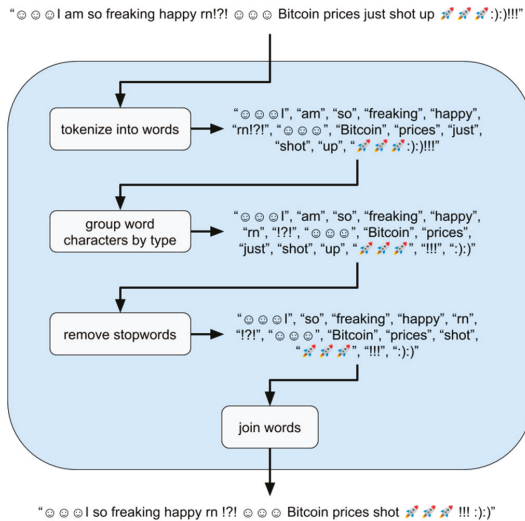 “☺☺☺I am so freaking happy rn!?! ☺☺☺ Bitcoin prices just shot up 🚀🚀🚀:):)!!!”
tokenize into words
“☺☺☺I”, “am”, “so”, “freaking”, “happy”,
“rn!?!”, “☺☺☺”, “Bitcoin”, “prices”, “just”,
“shot”, “up”, “🚀🚀🚀:):)!!!”
group word
characters by type
“☺☺☺I”, “am”, “so”, “freaking”, “happy”,
“rn”, “!?!”, “☺☺☺”, “Bitcoin”, “prices”,
“just”, “shot”, “up”, “🚀🚀🚀”, “!!!”, “:):)”
remove stopwords
“☺☺☺I”, “so”, “freaking”, “happy”, “rn”,
“!?!”, “☺☺☺”, “Bitcoin”, “prices”, “shot”,
“🚀🚀🚀”, “!!!”, “:):)”
join words
“☺☺☺I so freaking happy rn !?! ☺☺☺ Bitcoin prices shot 🚀🚀🚀 !!! :):)”